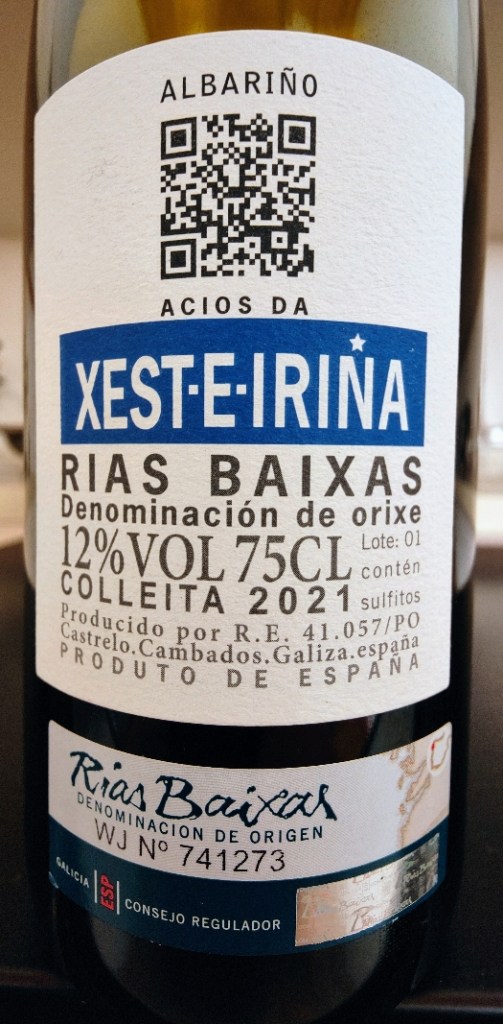 ALBARIÑO
ACIOS DA
XEST·E·IRIÑA
RIAS BAIXAS
Denominación de orixe
12%VOL 75CL
Lote: 01
contén
sulfitos
COLLEITA 2021
Producido por R.E. 41.057/PO
Castrelo.Cambados.Galiza.españa
PRODUTO DE ESPAÑA
Rias Baixas
DENOMINACION DE ORIGEN
WJ Nº 741273
GALICIA ESP CONSEJO REGULADOR